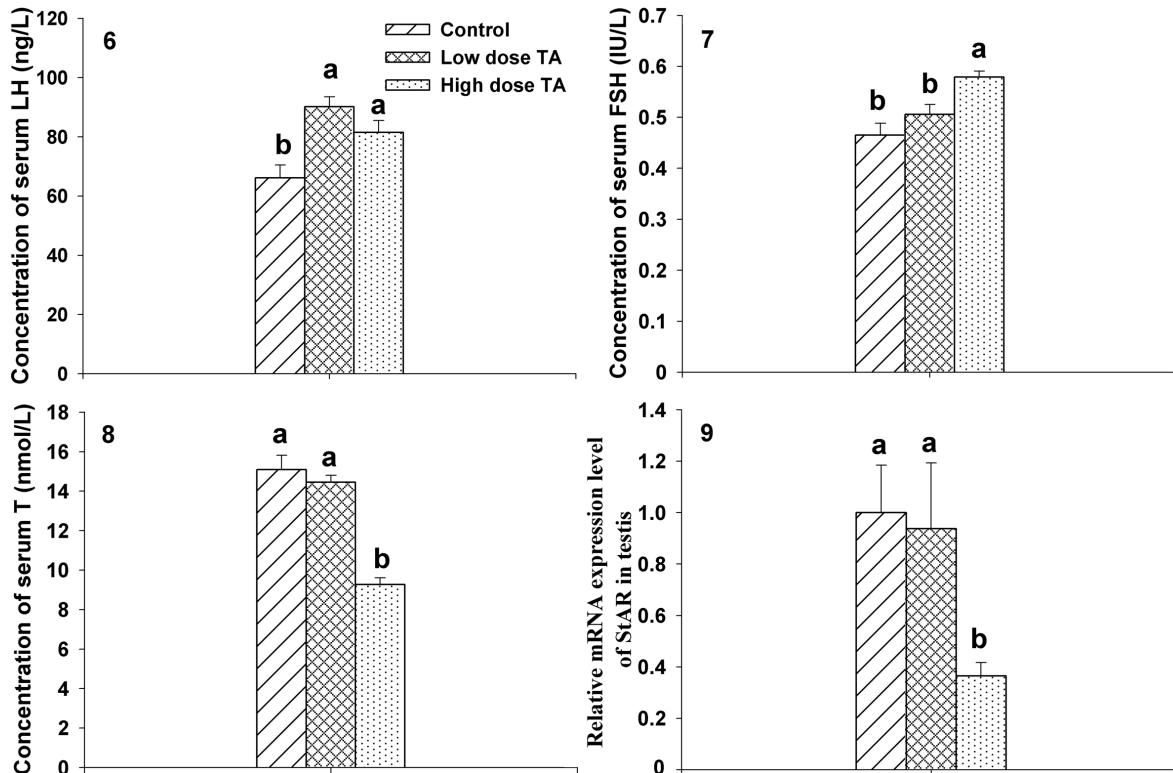 Concentration of serum LH (ng/L)
120
100
80
60
40
20
0
6
b
a
a
Control
Low dose TA
High dose TA
Concentration of serum FSH (IU/L)
0.7
0.6
0.5
0.4
0.3
0.2
0.1
0
7
b
b
a
Concentration of serum T (nmol/L)
18
16
14
12
10
8
6
4
2
0
8
a
a
b
Relative mRNA expression level
of StAR in testis
1.4
1.2
1.0
0.8
0.6
0.4
0.2
0
9
a
a
b